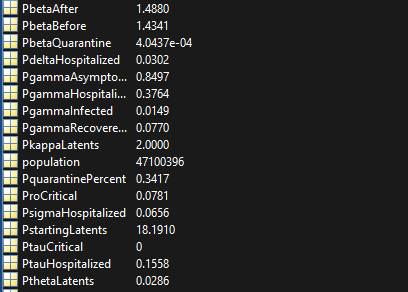 PbetaAfter 1.4880
PbetaBefore 1.4341
PbetaQuarantine 4.0437e-04
PdeltaHospitalized 0.0302
PgammaAsympto... 0.8497
PgammaHospitali... 0.3764
PgammaInfected 0.0149
PgammaRecovere... 0.0770
PkappaLatents 2.0000
population 47100396
PquarantinePercent 0.3417
ProCritical 0.0781
PsigmaHospitalized 0.0656
PstartingLatents 18.1910
PtauCritical 0
PtauHospitalized 0.1558
PthetaLatents 0.0286